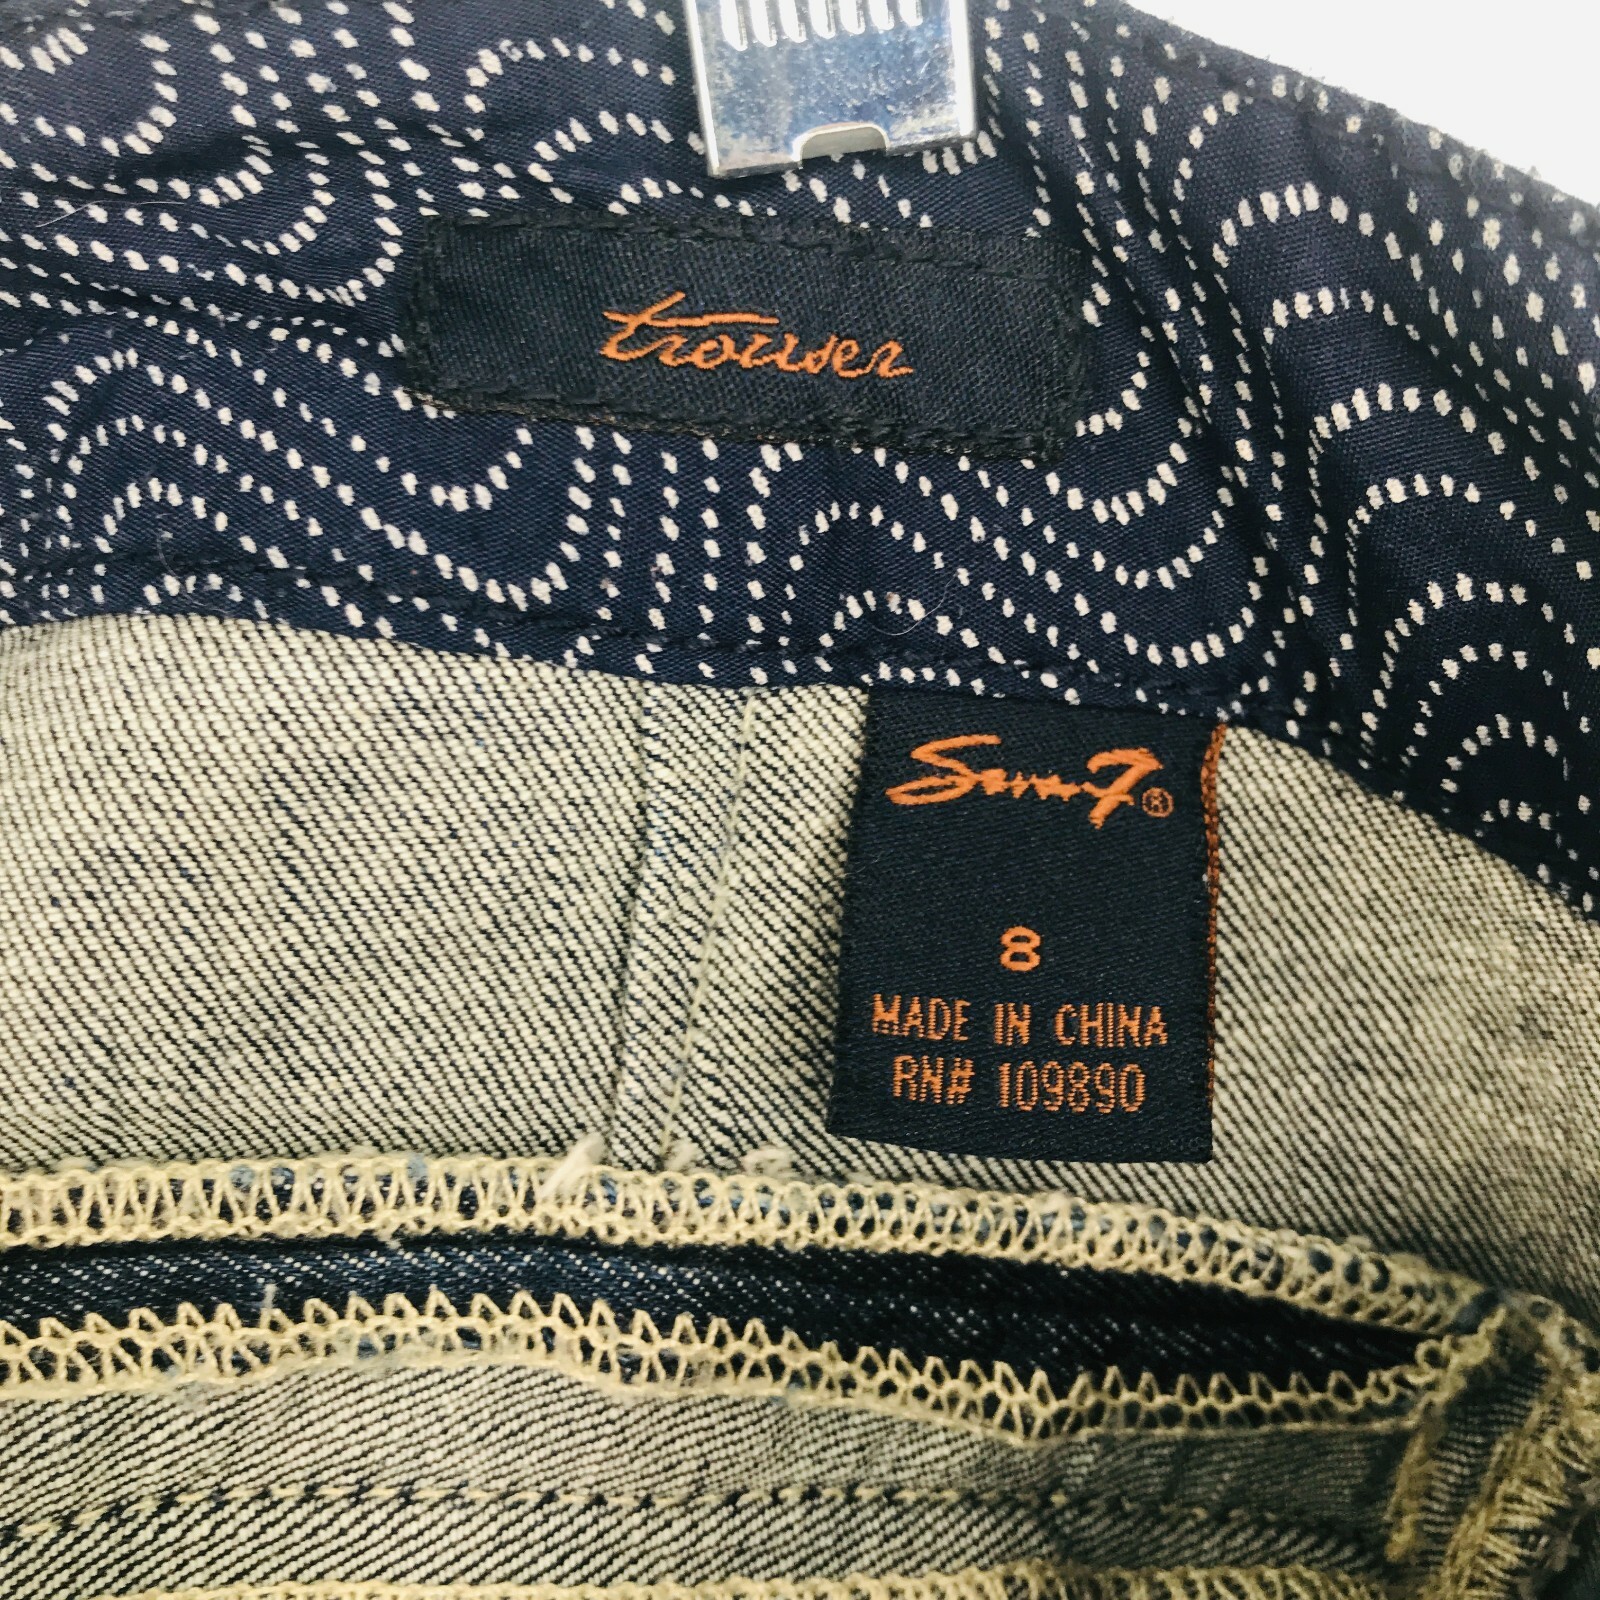 trouser
Seven7®
8
MADE IN CHINA
RN# 109890